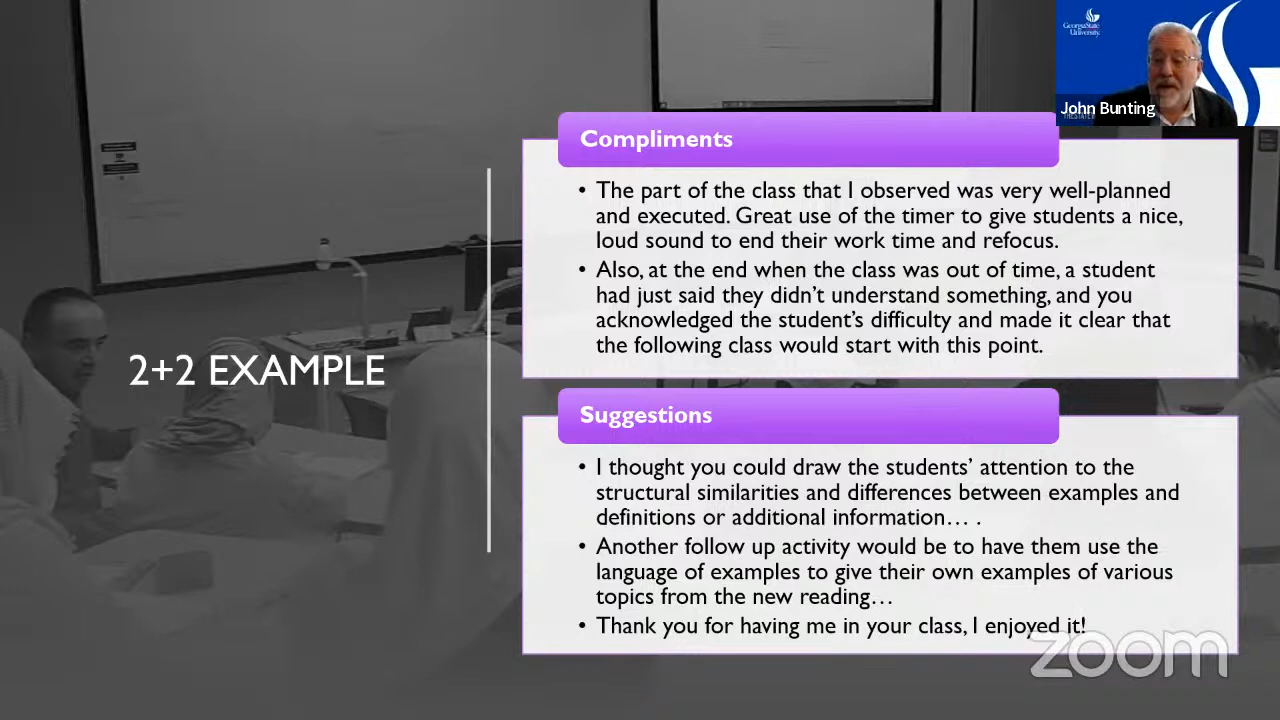 GeorgiaState
University
John Bunting
Compliments
• The part of the class that I observed was very well-planned
and executed. Great use of the timer to give students a nice,
loud sound to end their work time and refocus.
• Also, at the end when the class was out of time, a student
had just said they didn’t understand something, and you
acknowledged the student’s difficulty and made it clear that
the following class would start with this point.
2+2 EXAMPLE
Suggestions
• I thought you could draw the students’ attention to the
structural similarities and differences between examples and
definitions or additional information… .
• Another follow up activity would be to have them use the
language of examples to give their own examples of various
topics from the new reading…
• Thank you for having me in your class, I enjoyed it!
zoom